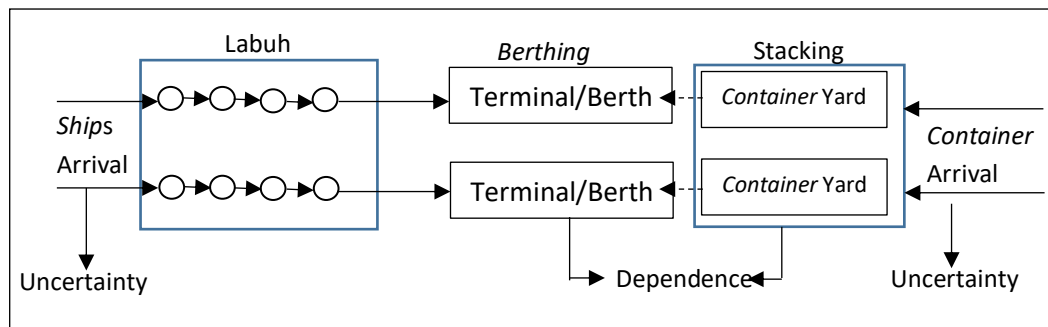 Labuh
Berthing
Stacking
Terminal/Berth
Container Yard
Ships
Arrival
Container
Arrival
Terminal/Berth
Container Yard
Uncertainty
Dependence
Uncertainty